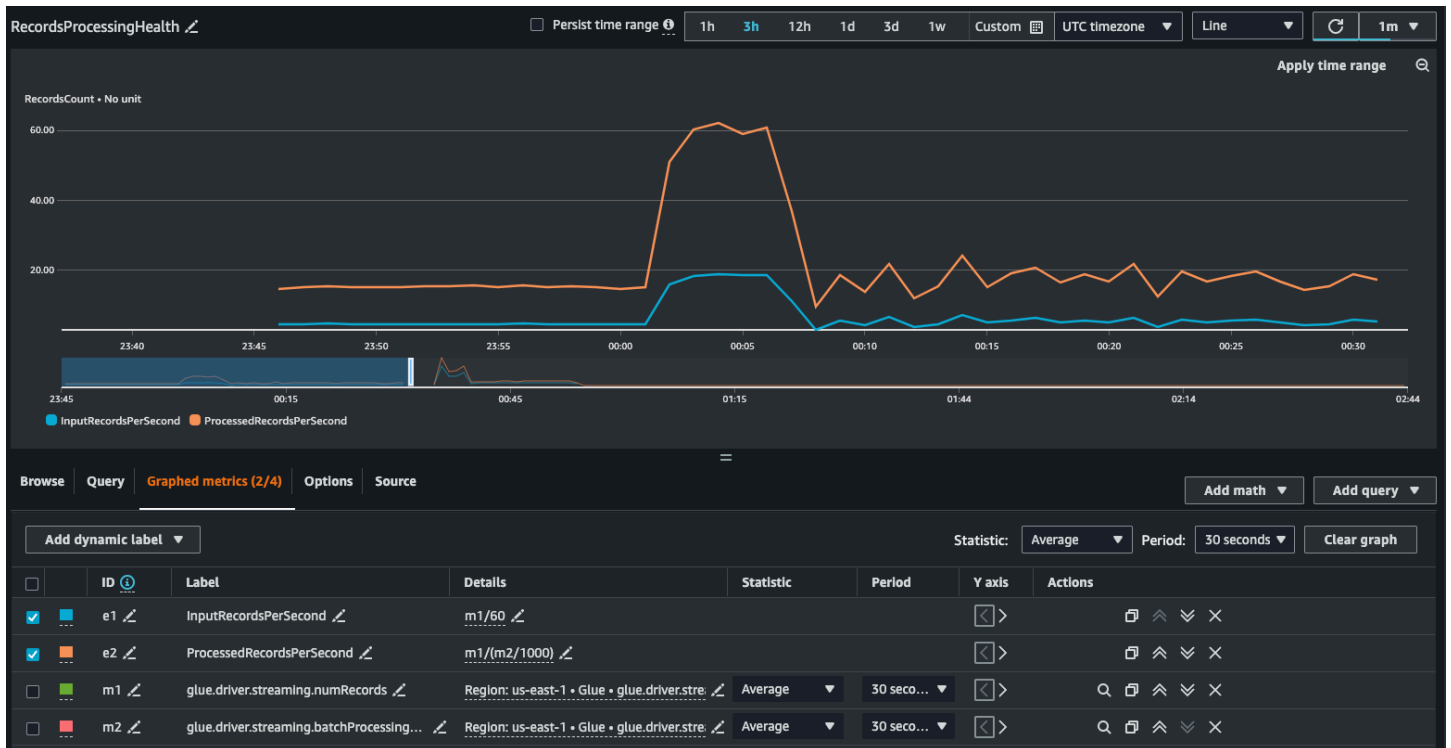 RecordsProcessingHealth
Persist time range 1h 3h 12h 1d 3d 1w Custom UTC timezone Line 1m
Apply time range
RecordsCount • No unit
60.00
40.00
20.00
23:40 23:45 23:50 23:55 00:00 00:05 00:10 00:15 00:20 00:25 00:30
23:45 00:15 00:45 01:15 01:44 02:14 02:44
InputRecordsPerSecond ProcessedRecordsPerSecond
Browse Query Graphed metrics (2/4) Options Source
Add math Add query
Add dynamic label Statistic: Average Period: 30 seconds Clear graph
ID Label Details Statistic Period Y axis Actions
e1 InputRecordsPerSecond m1/60
e2 ProcessedRecordsPerSecond m1/(m2/1000)
m1 glue.driver.streaming.numRecords Region: us-east-1 • Glue • glue.driver.stre Average 30 seco...
m2 glue.driver.streaming.batchProcessing... Region: us-east-1 • Glue • glue.driver.stre Average 30 seco...